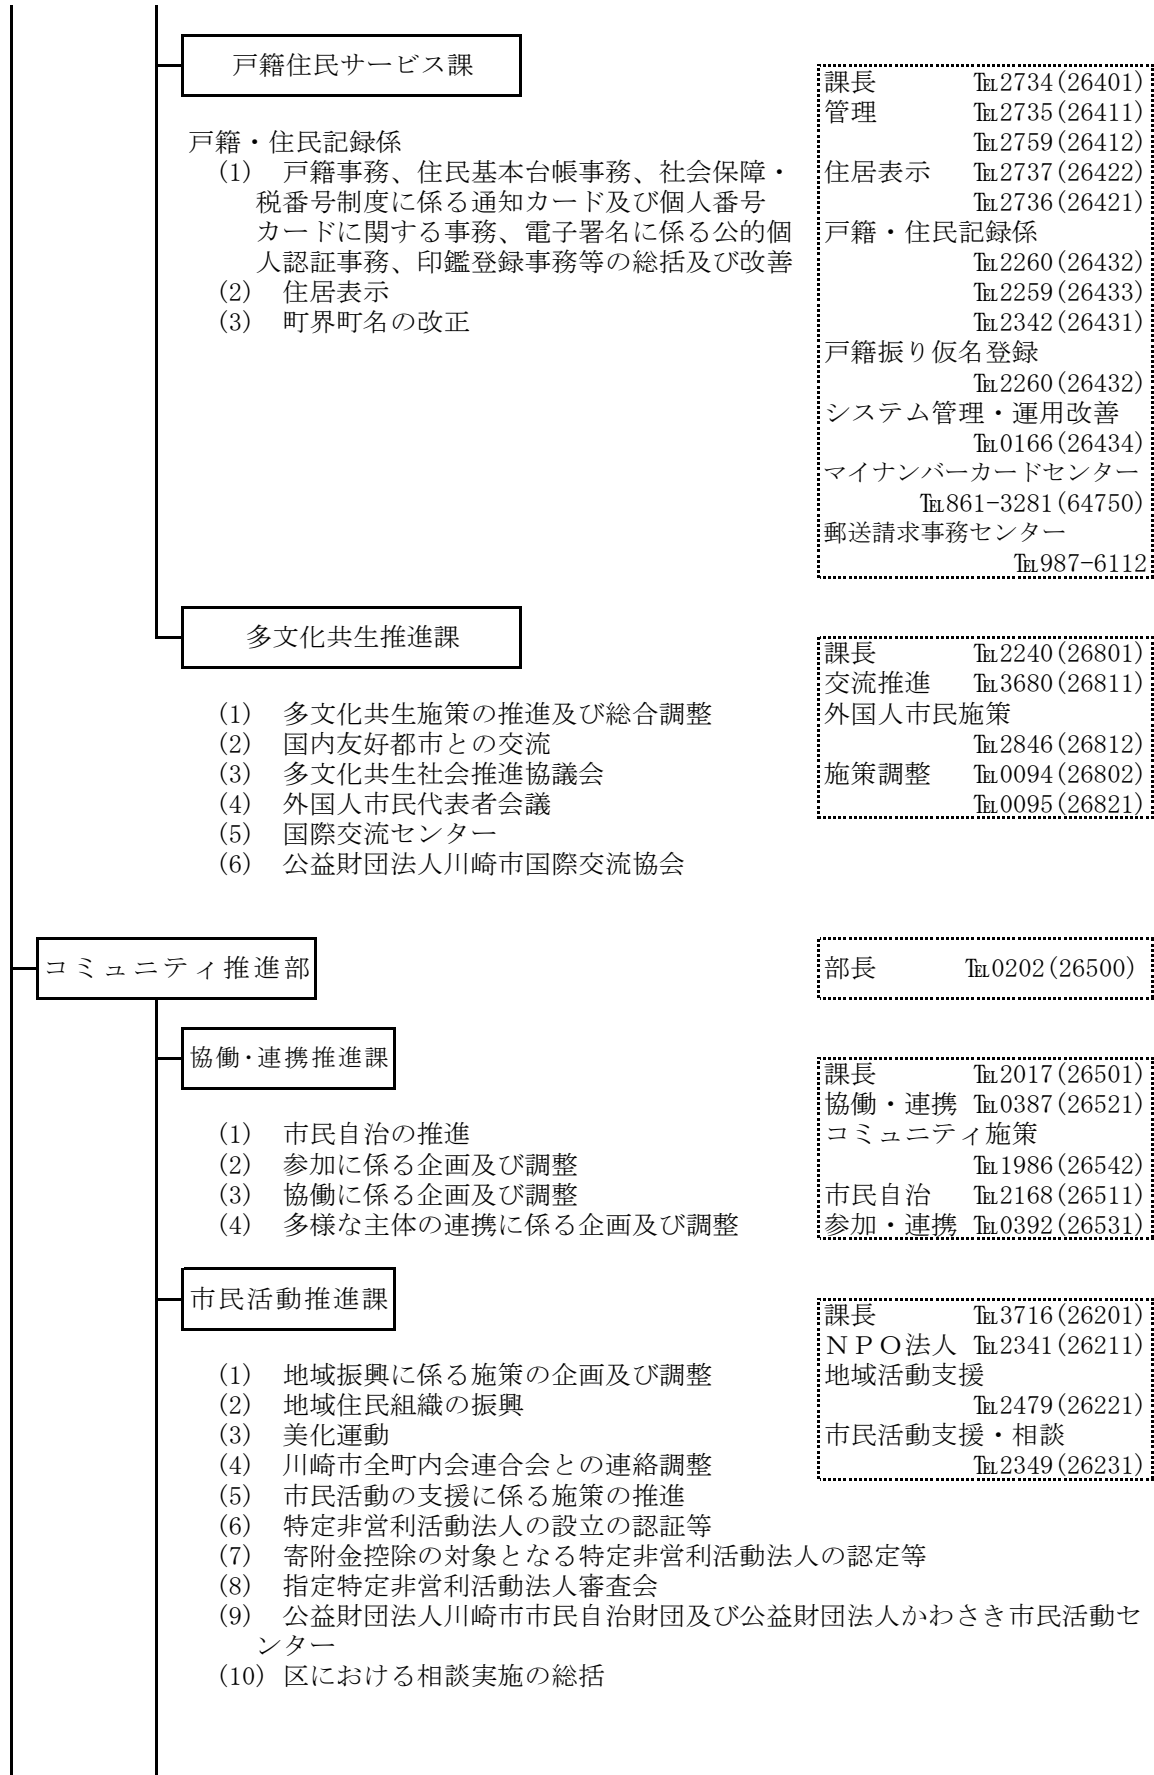 戸籍住民サービス課
戸籍・住民記録係
(1) 戸籍事務、住民基本台帳事務、社会保障・
税番号制度に係る通知カード及び個人番号
カードに関する事務、電子署名に係る公的個
人認証事務、印鑑登録事務等の総括及び改善
(2) 住居表示
(3) 町界町名の改正
課長 ℡2734(26401)
管理 ℡2735(26411)
℡2759(26412)
住居表示 ℡2737(26422)
℡2736(26421)
戸籍・住民記録係
℡2260(26432)
℡2259(26433)
℡2342(26431)
戸籍振り仮名登録
℡2260(26432)
システム管理・運用改善
℡0166(26434)
マイナンバーカードセンター
℡861-3281(64750)
郵送請求事務センター
℡987-6112
多文化共生推進課
(1) 多文化共生施策の推進及び総合調整
(2) 国内友好都市との交流
(3) 多文化共生社会推進協議会
(4) 外国人市民代表者会議
(5) 国際交流センター
(6) 公益財団法人川崎市国際交流協会
課長 ℡2240(26801)
交流推進 ℡3680(26811)
外国人市民施策
℡2846(26812)
施策調整 ℡0094(26802)
℡0095(26821)
コミュニティ推進部
部長 ℡0202(26500)
協働・連携推進課
(1) 市民自治の推進
(2) 参加に係る企画及び調整
(3) 協働に係る企画及び調整
(4) 多様な主体の連携に係る企画及び調整
課長 ℡2017(26501)
協働・連携 ℡0387(26521)
コミュニティ施策
℡1986(26542)
市民自治 ℡2168(26511)
参加・連携 ℡0392(26531)
市民活動推進課
(1) 地域振興に係る施策の企画及び調整
(2) 地域住民組織の振興
(3) 美化運動
(4) 川崎市全町内会連合会との連絡調整
(5) 市民活動の支援に係る施策の推進
(6) 特定非営利活動法人の設立の認証等
(7) 寄附金控除の対象となる特定非営利活動法人の認定等
(8) 指定特定非営利活動法人審査会
(9) 公益財団法人川崎市市民自治財団及び公益財団法人かわさき市民活動セ
ンター
(10) 区における相談実施の総括
課長 ℡3716(26201)
ＮＰＯ法人 ℡2341(26211)
地域活動支援
℡2479(26221)
市民活動支援・相談
℡2349(26231)